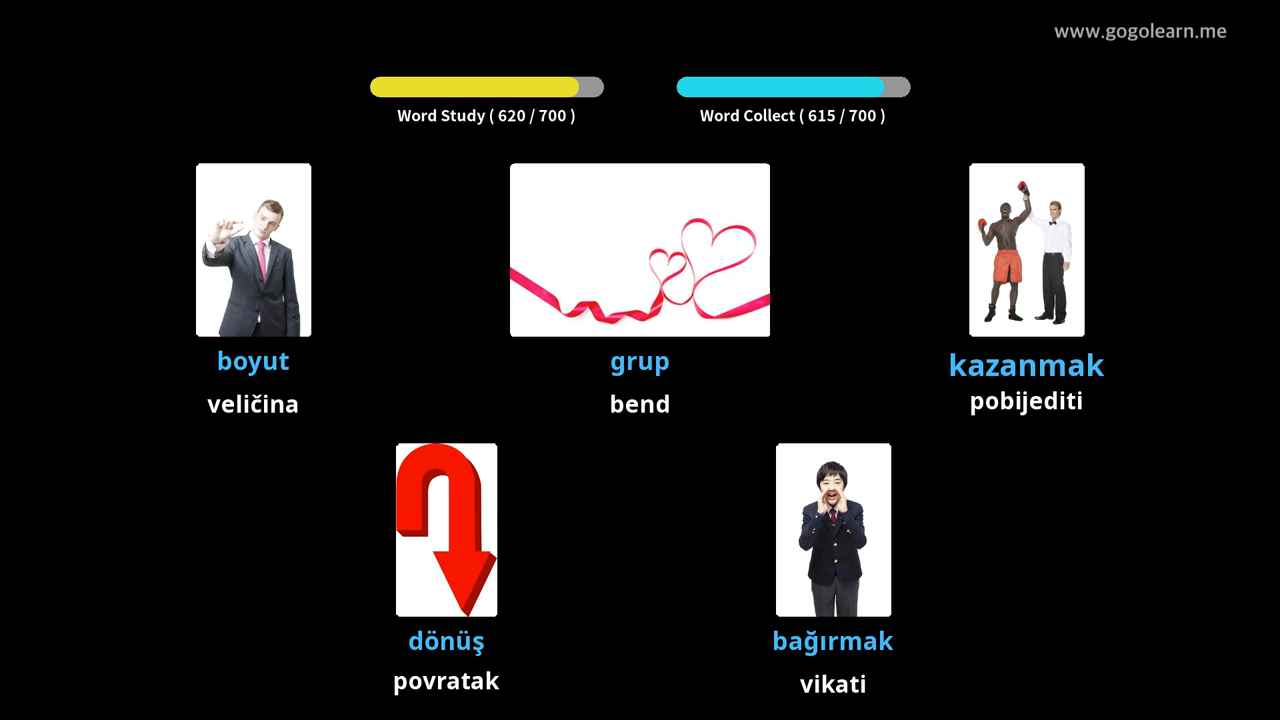 www.gogolearn.me
Word Study ( 620 / 700 )
Word Collect ( 615 / 700 )
boyut
veličina
grup
bend
kazanmak
pobijediti
dönüş
povratak
bağırmak
vikati